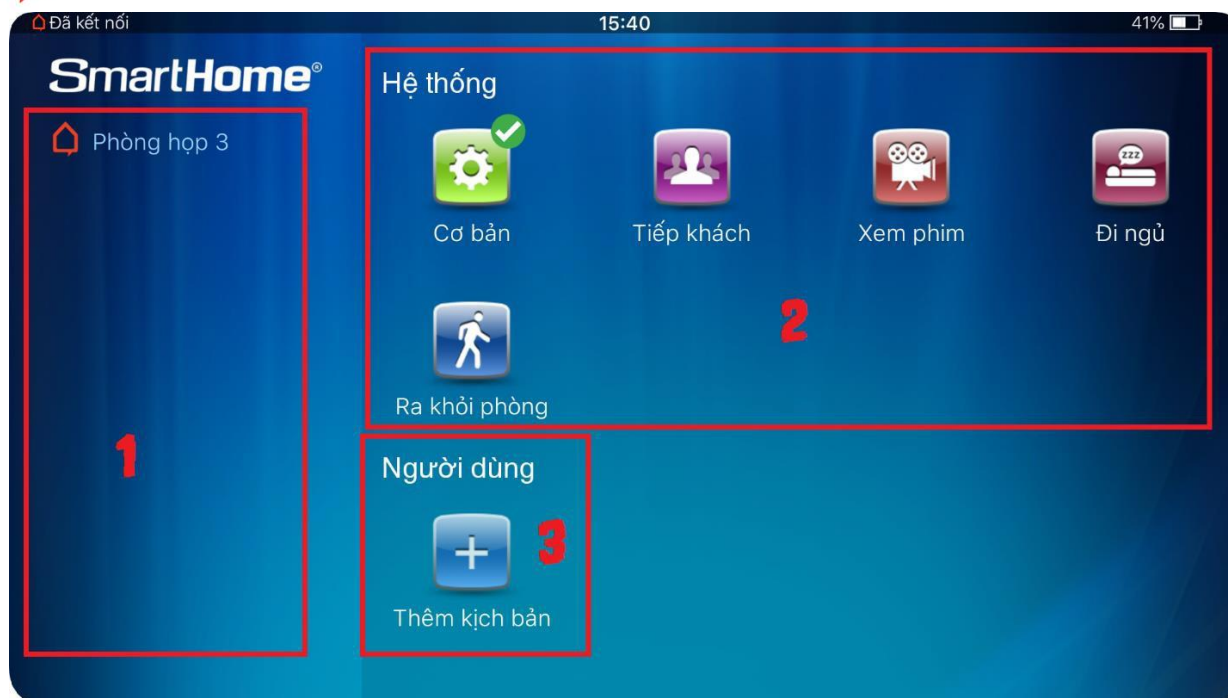 Đã kết nối 15:40 41%
SmartHome®
Phòng họp 3
1
Hệ thống
Cơ bản Tiếp khách Xem phim Đi ngủ
zzz
Ra khỏi phòng
2
Người dùng
Thêm kịch bản
3